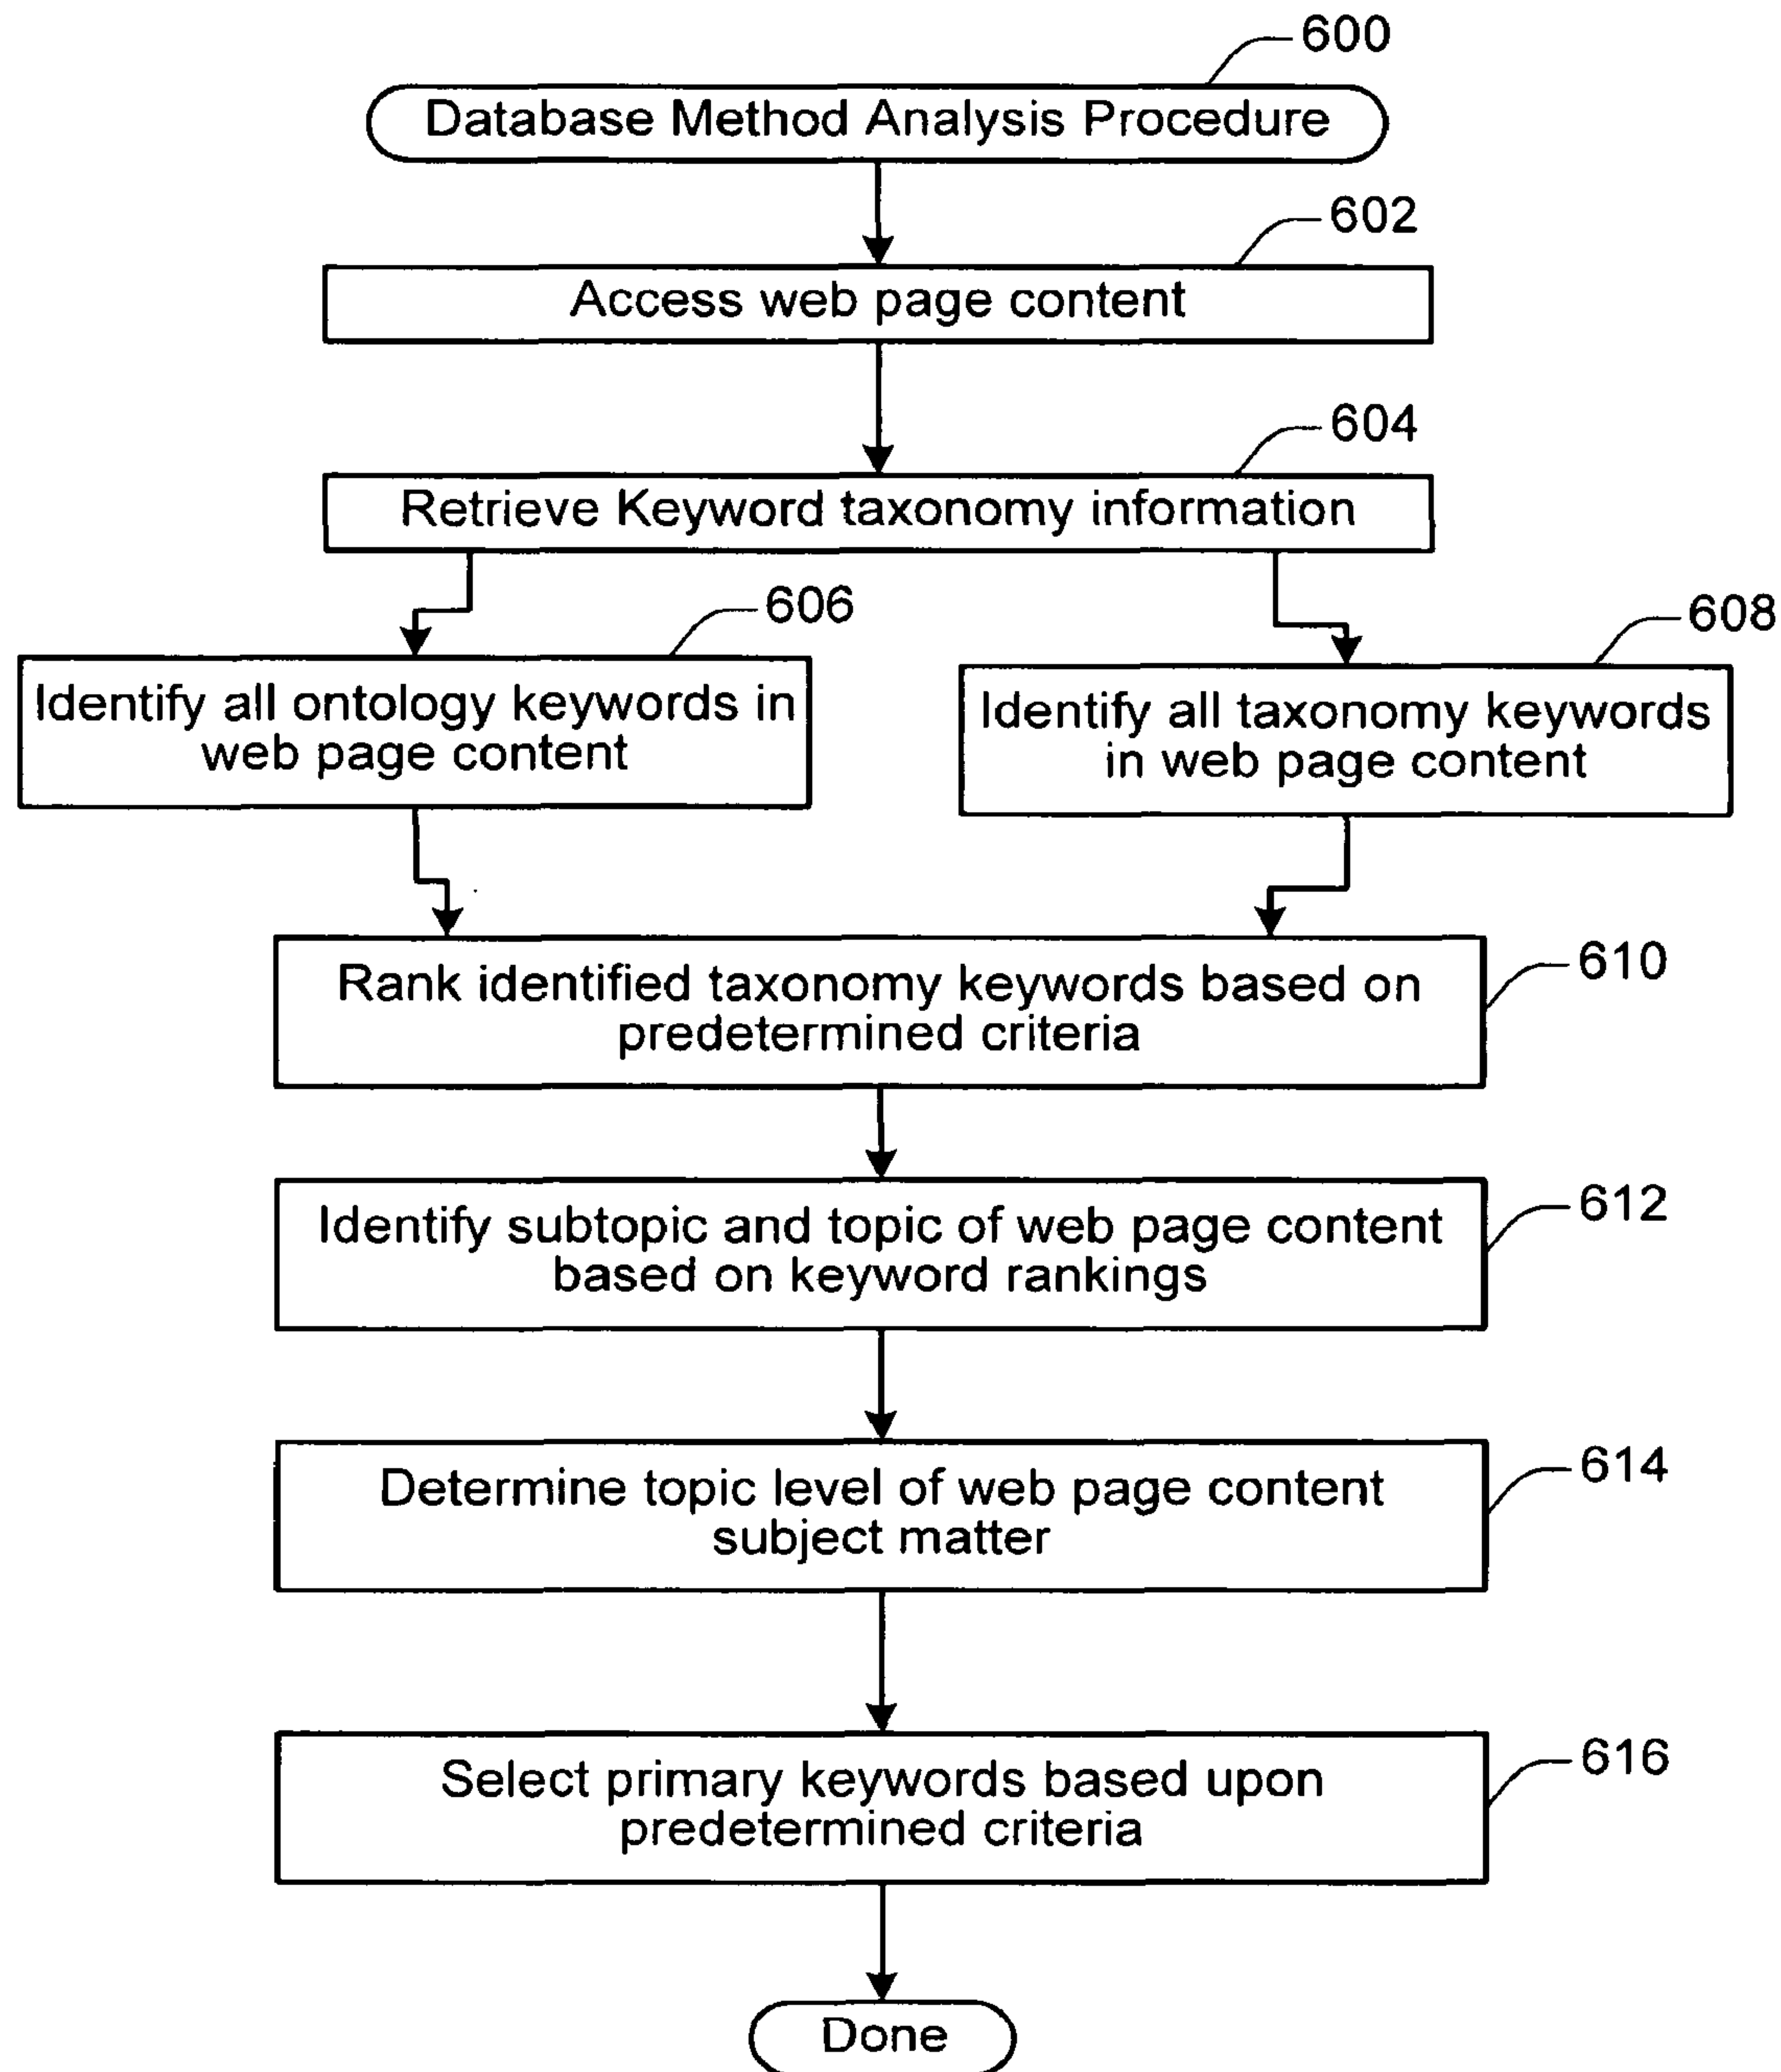 600
Database Method Analysis Procedure
602
Access web page content
604
Retrieve Keyword taxonomy information
606
608
Identify all ontology keywords in
web page content
Identify all taxonomy keywords
in web page content
610
Rank identified taxonomy keywords based on
predetermined criteria
612
Identify subtopic and topic of web page content
based on keyword rankings
614
Determine topic level of web page content
subject matter
616
Select primary keywords based upon
predetermined criteria
Done